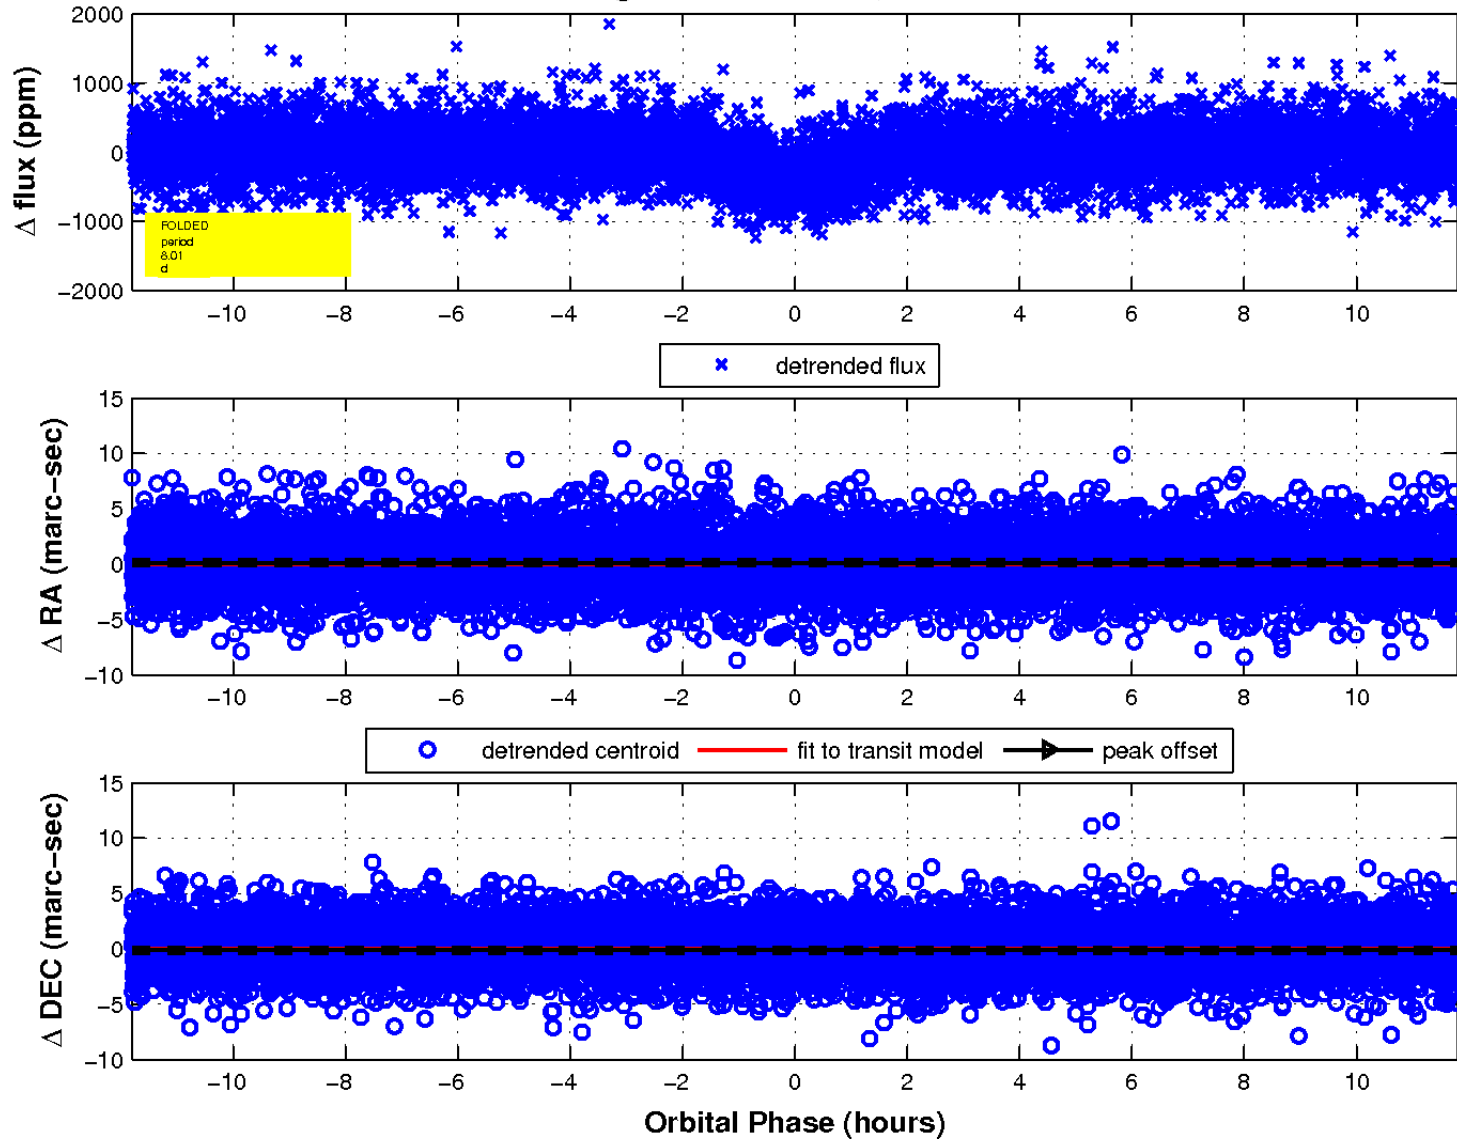 2000
1000
0
−1000
−2000
Δ flux (ppm)
FOLDED
period
8.01
d
−10 −8 −6 −4 −2 0 2 4 6 8 10
detrended flux
15
10
5
0
−5
−10
Δ RA (marc−sec)
−10 −8 −6 −4 −2 0 2 4 6 8 10
detrended centroid fit to transit model peak offset
15
10
5
0
−5
−10
Δ DEC (marc−sec)
−10 −8 −6 −4 −2 0 2 4 6 8 10
Orbital Phase (hours)